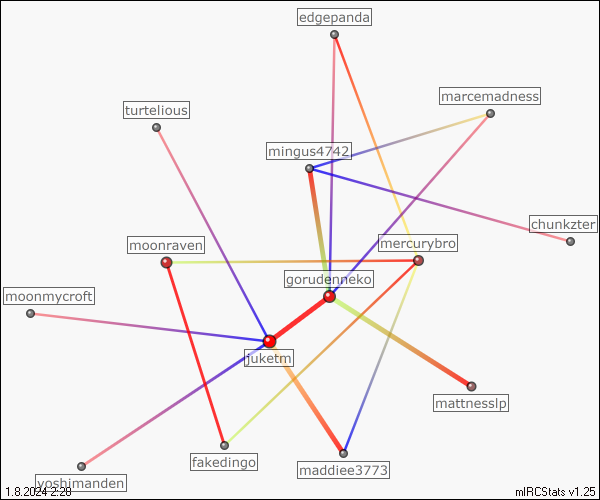 edgepanda
marcemadness
turtelious
mingus4742
chunkzter
moonraven
mercurybro
gorudenneko
moonmycroft
juketm
mattnesslp
fakedingo
maddiee3773
yoshimanden
1.8.2024 2:20
mIRCStats v1.25